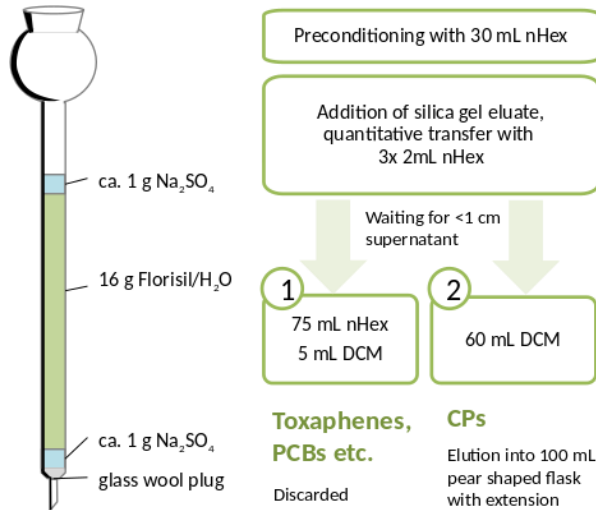 ca. 1 g Na₂SO₄
16 g Florisil/H₂O
ca. 1 g Na₂SO₄
glass wool plug
Preconditioning with 30 mL nHex
Addition of silica gel eluate,
quantitative transfer with
3x 2mL nHex
Waiting for <1 cm
supernatant
1
75 mL nHex
5 mL DCM
Toxaphenes,
PCBs etc.
Discarded
2
60 mL DCM
CPs
Elution into 100 mL
pear shaped flask
with extension